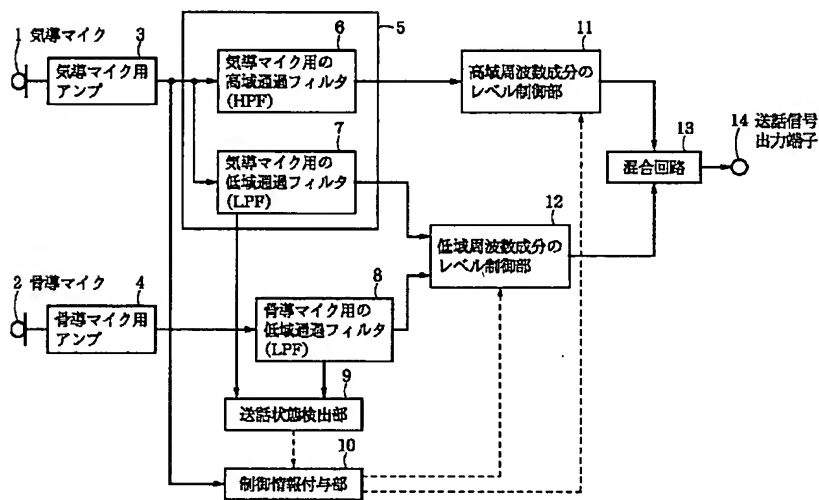 1 気導マイク
3
気導マイク用
アンプ
5
6
気導マイク用の
高域通過フィルタ
(HPF)
7
気導マイク用の
低域通過フィルタ
(LPF)
11
高域周波数成分の
レベル制御部
13
混合回路
14 送話信号
出力端子
12
低域周波数成分の
レベル制御部
2 骨導マイク
4
骨導マイク用
アンプ
8
骨導マイク用の
低域通過フィルタ
(LPF)
9
送話状態検出部
10
制御情報付与部